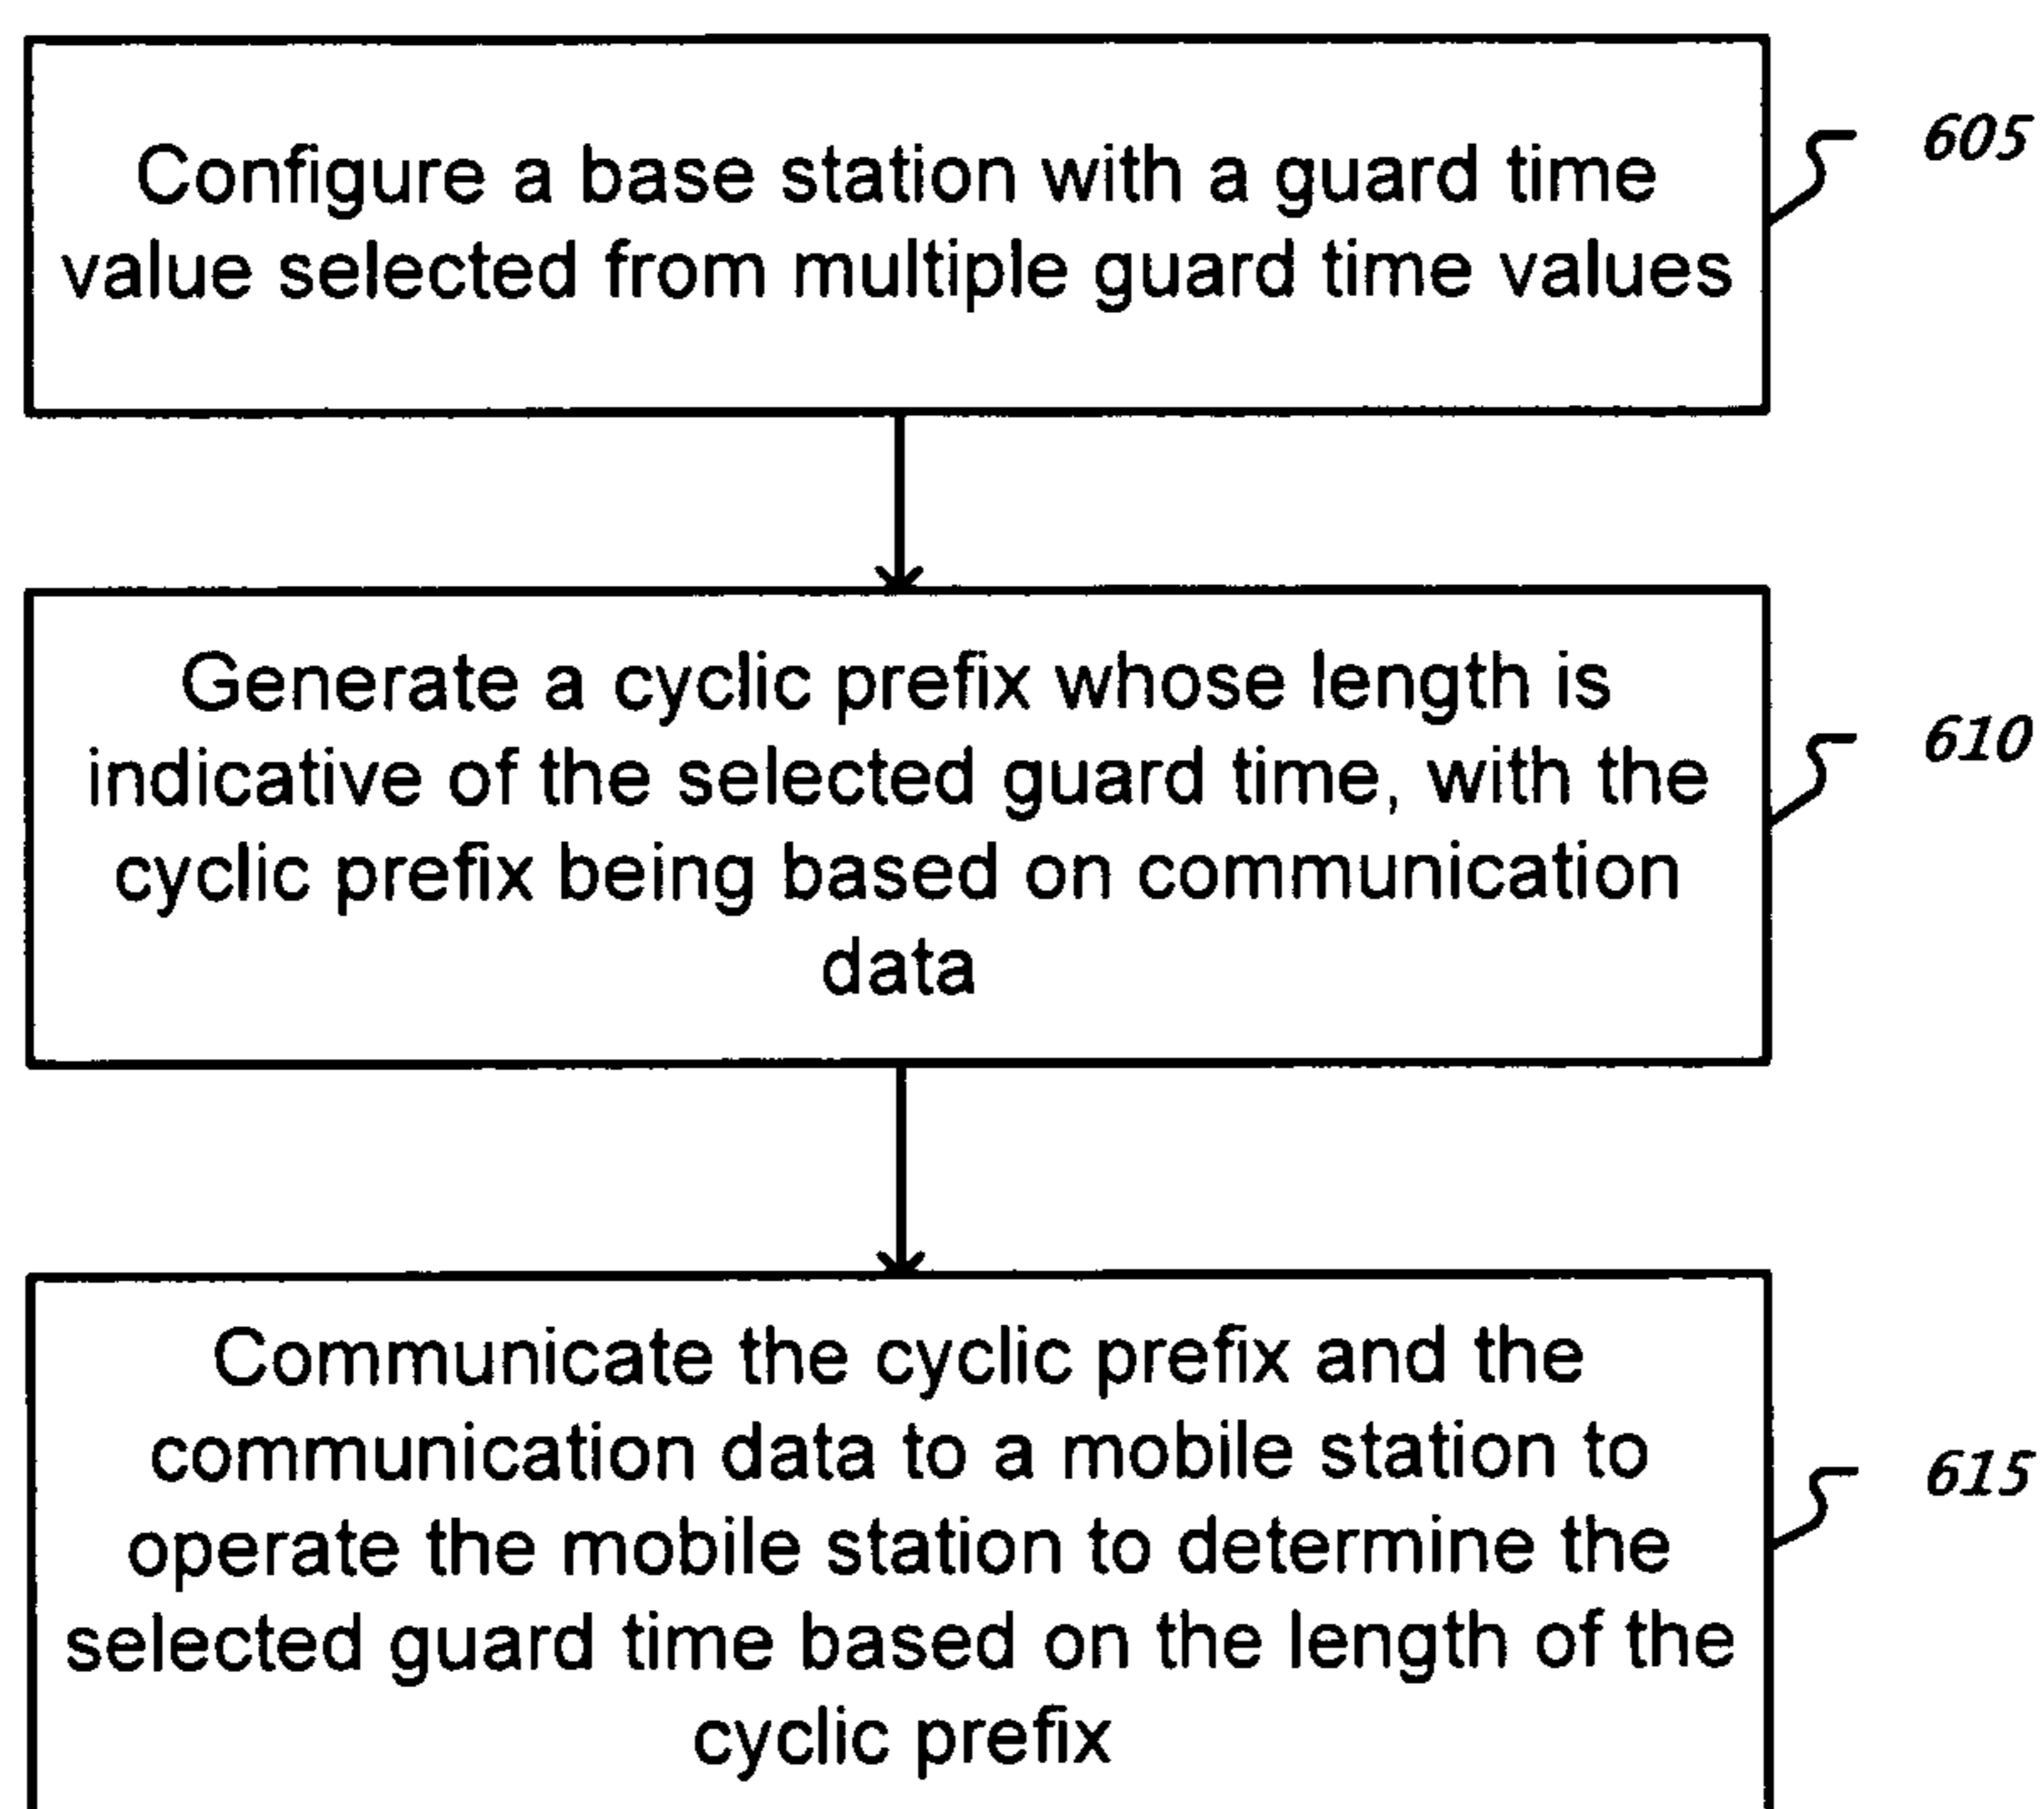 Configure a base station with a guard time
value selected from multiple guard time values
605
Generate a cyclic prefix whose length is
indicative of the selected guard time, with the
cyclic prefix being based on communication
data
610
Communicate the cyclic prefix and the
communication data to a mobile station to
operate the mobile station to determine the
selected guard time based on the length of the
cyclic prefix
615